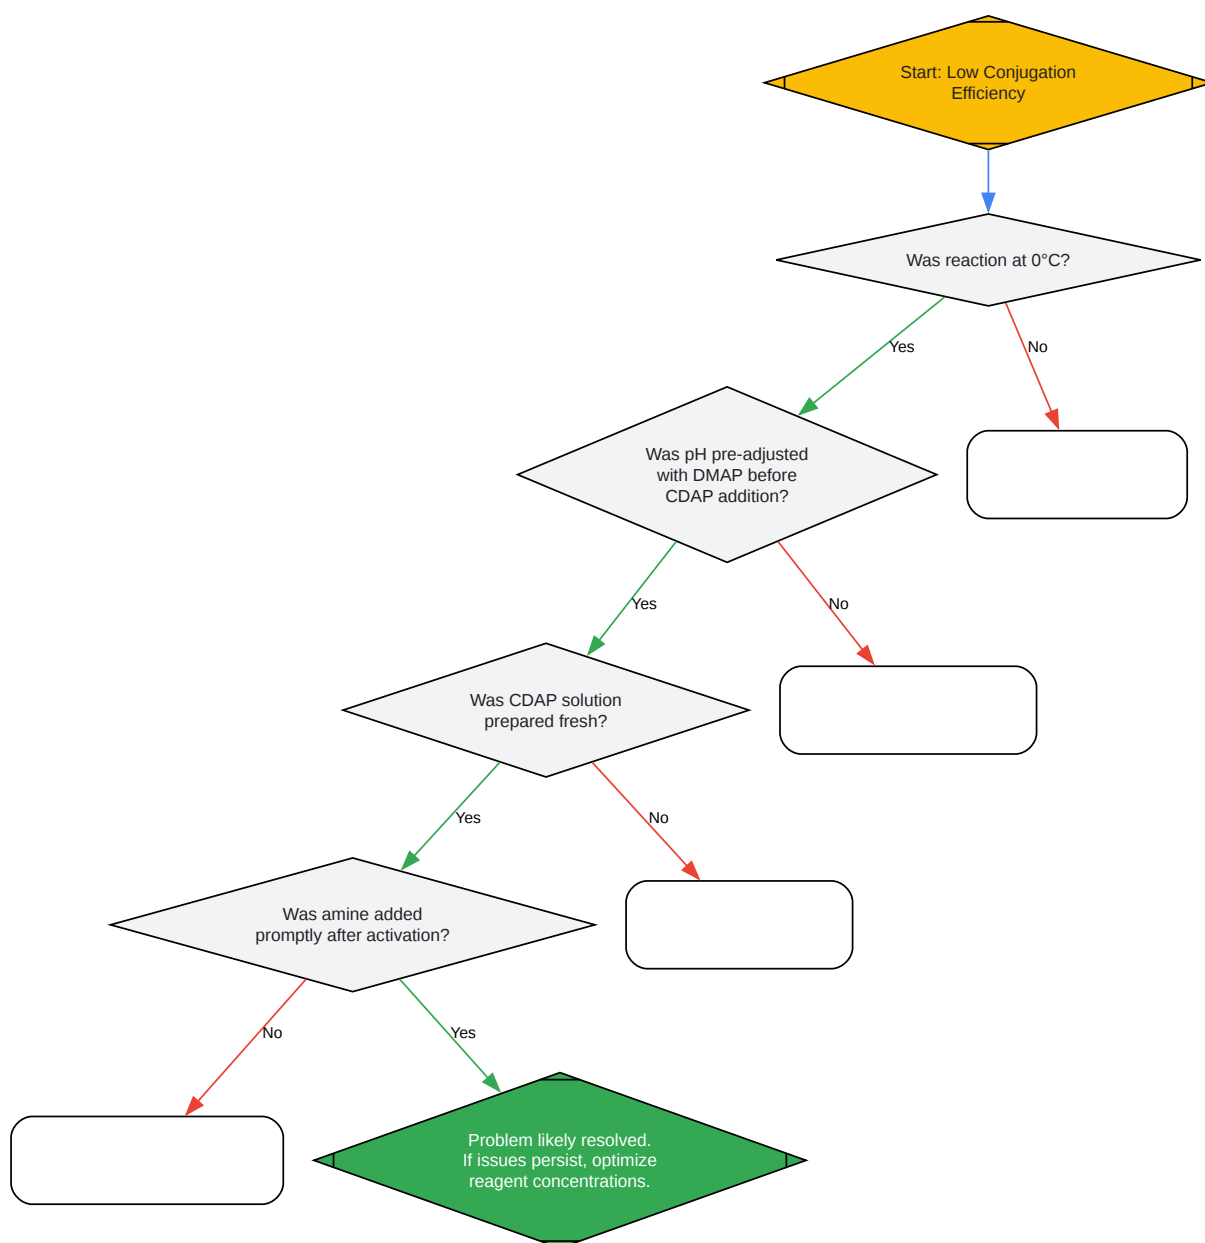 Start: Low Conjugation
Efficiency
Was reaction at 0°C?
Yes
No
Was pH pre-adjusted
with DMAP before
CDAP addition?
Yes
No
Was CDAP solution
prepared fresh?
Yes
No
Was amine added
promptly after activation?
No
Yes
Problem likely resolved.
If issues persist, optimize
reagent concentrations.